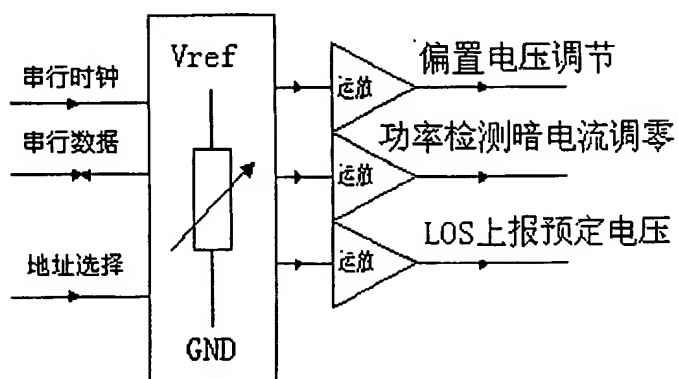 串行时钟
串行数据
地址选择
Vref
GND
运放
偏置电压调节
运放
功率检测暗电流调零
运放
LOS上报预定电压